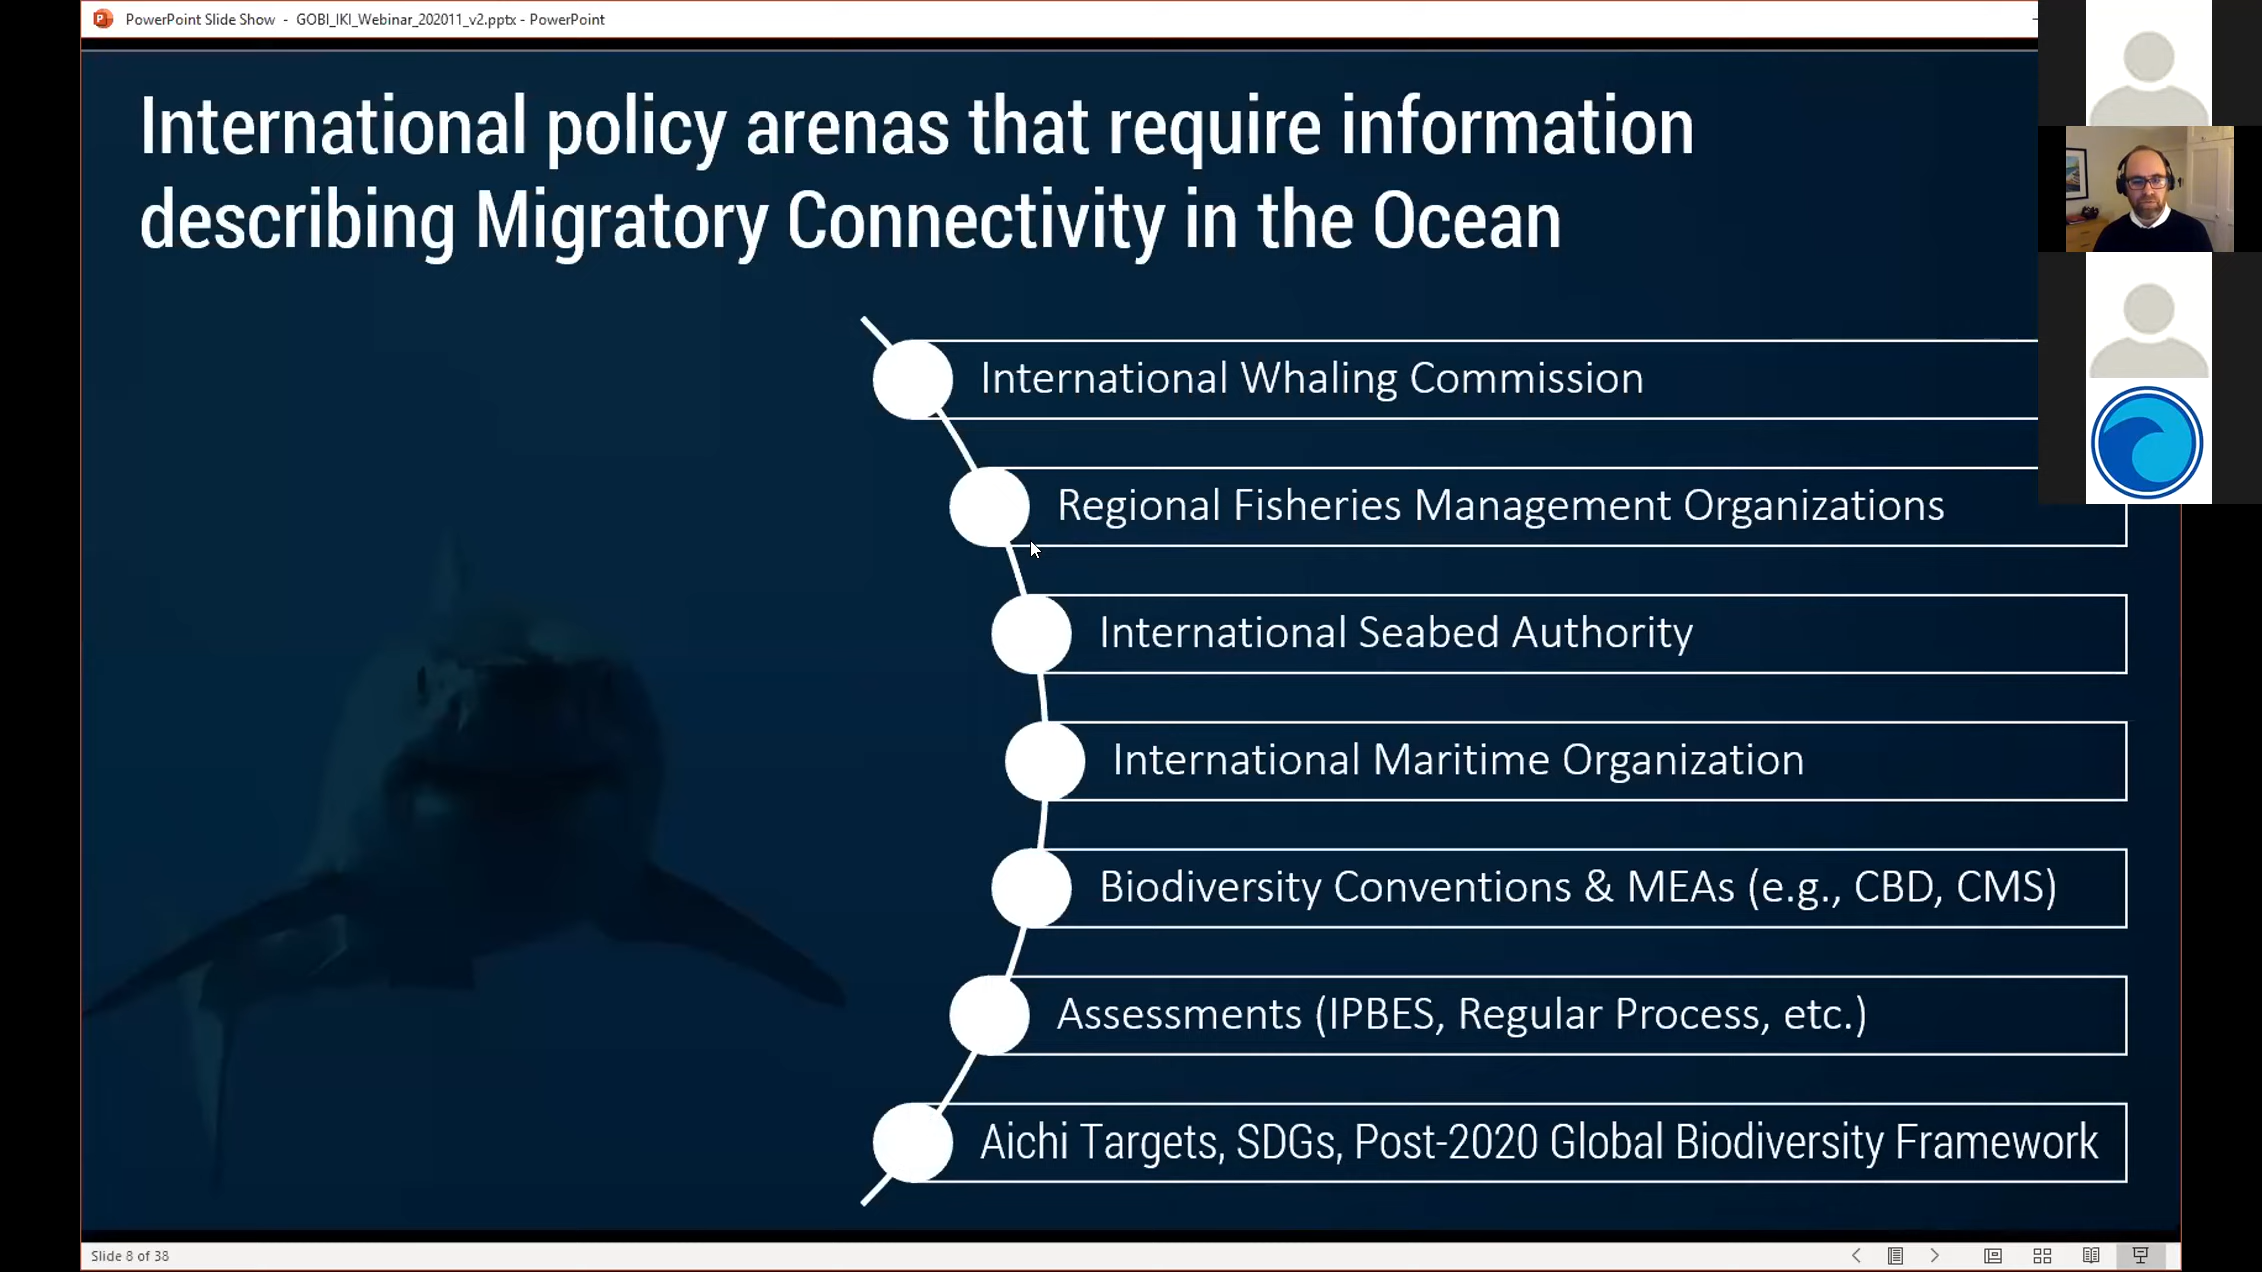 PowerPoint Slide Show - GOBI_IKI_Webinar_202011_v2.pptx - PowerPoint
International policy arenas that require information
describing Migratory Connectivity in the Ocean
International Whaling Commission
Regional Fisheries Management Organizations
International Seabed Authority
International Maritime Organization
Biodiversity Conventions & MEAs (e.g., CBD, CMS)
Assessments (IPBES, Regular Process, etc.)
Aichi Targets, SDGs, Post-2020 Global Biodiversity Framework
Slide 8 of 38